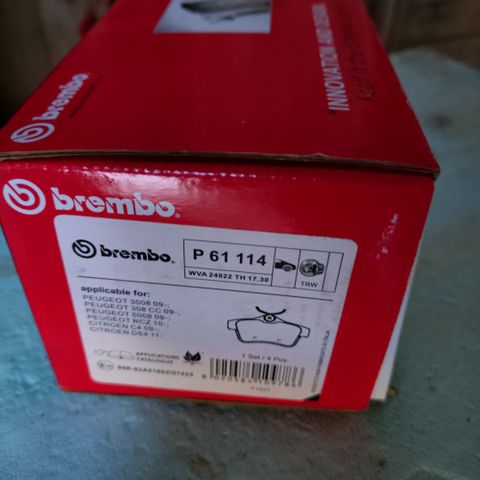 brembo
"INNOVATION AND DESIGN
brembo.
brembo.
P 61 114
WVA 24922 TH 17.30
TRW
applicable for:
PEUGEOT 3008 09-;
PEUGEOT 308 CC 09-;
PEUGEOT 5008 09-;
PEUGEOT RCZ 10-;
CITROEN C4 09-;
CITROEN DS4 11-
APPLICATIONS
CATALOGUE
1 Set / 4 Pcs.